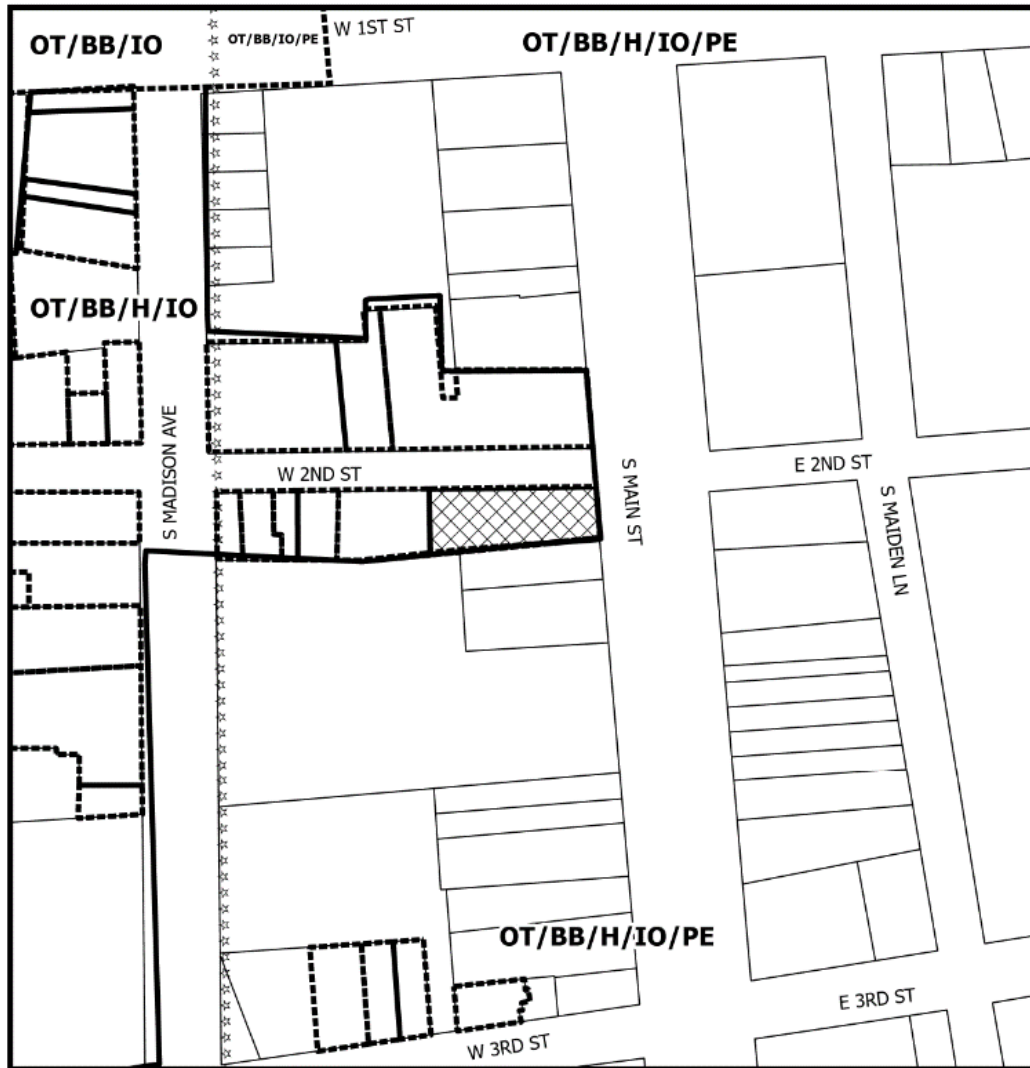 OT/BB/IO
OT/BB/IO/PE
W 1ST ST
OT/BB/H/IO/PE
OT/BB/H/IO
S MADISON AVE
W 2ND ST
S MAIN ST
E 2ND ST
S MAIDEN LN
OT/BB/H/IO/PE
E 3RD ST
W 3RD ST